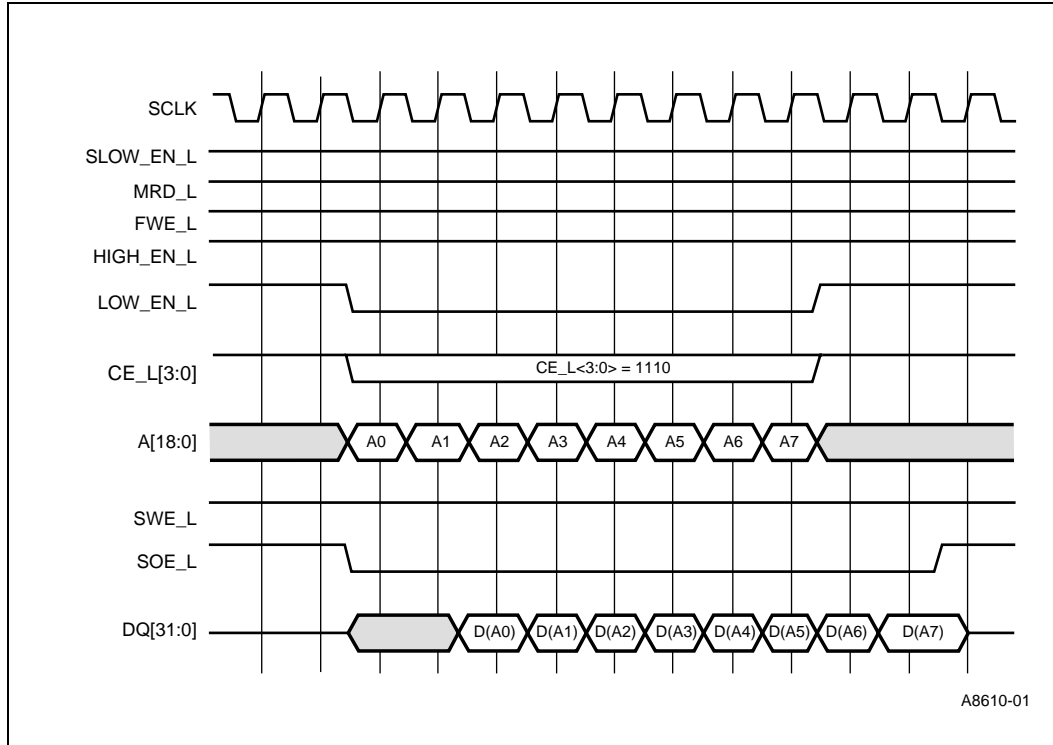 SCLK
SLOW_EN_L
MRD_L
FWE_L
HIGH_EN_L
LOW_EN_L
CE_L[3:0]
CE_L<3:0> = 1110
A[18:0]
A0 A1 A2 A3 A4 A5 A6 A7
SWE_L
SOE_L
DQ[31:0]
D(A0) D(A1) D(A2) D(A3) D(A4) D(A5) D(A6) D(A7)
A8610-01